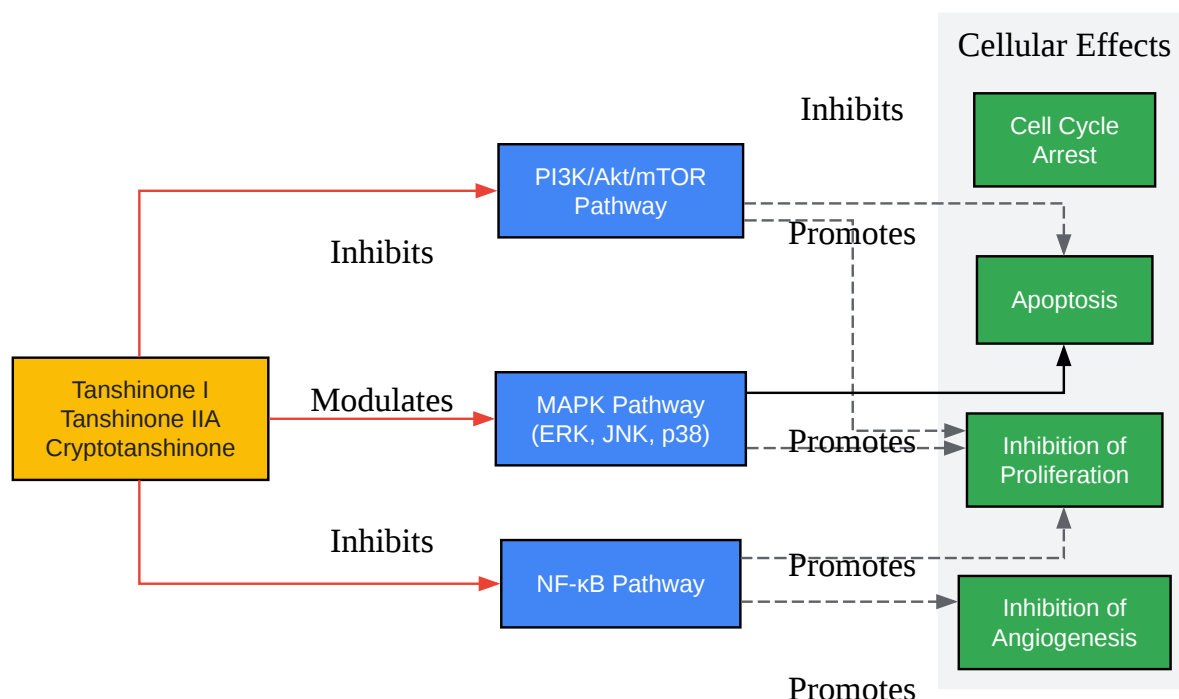 Cellular Effects
Inhibits
Cell Cycle
Arrest
PI3K/Akt/mTOR
Pathway
Promotes
Inhibits
Apoptosis
Tanshinone I
Tanshinone IIA
Cryptotanshinone
Modulates
MAPK Pathway
(ERK, JNK, p38)
Promotes
Inhibition of
Proliferation
Inhibits
NF-κB Pathway
Promotes
Inhibition of
Angiogenesis
Promotes